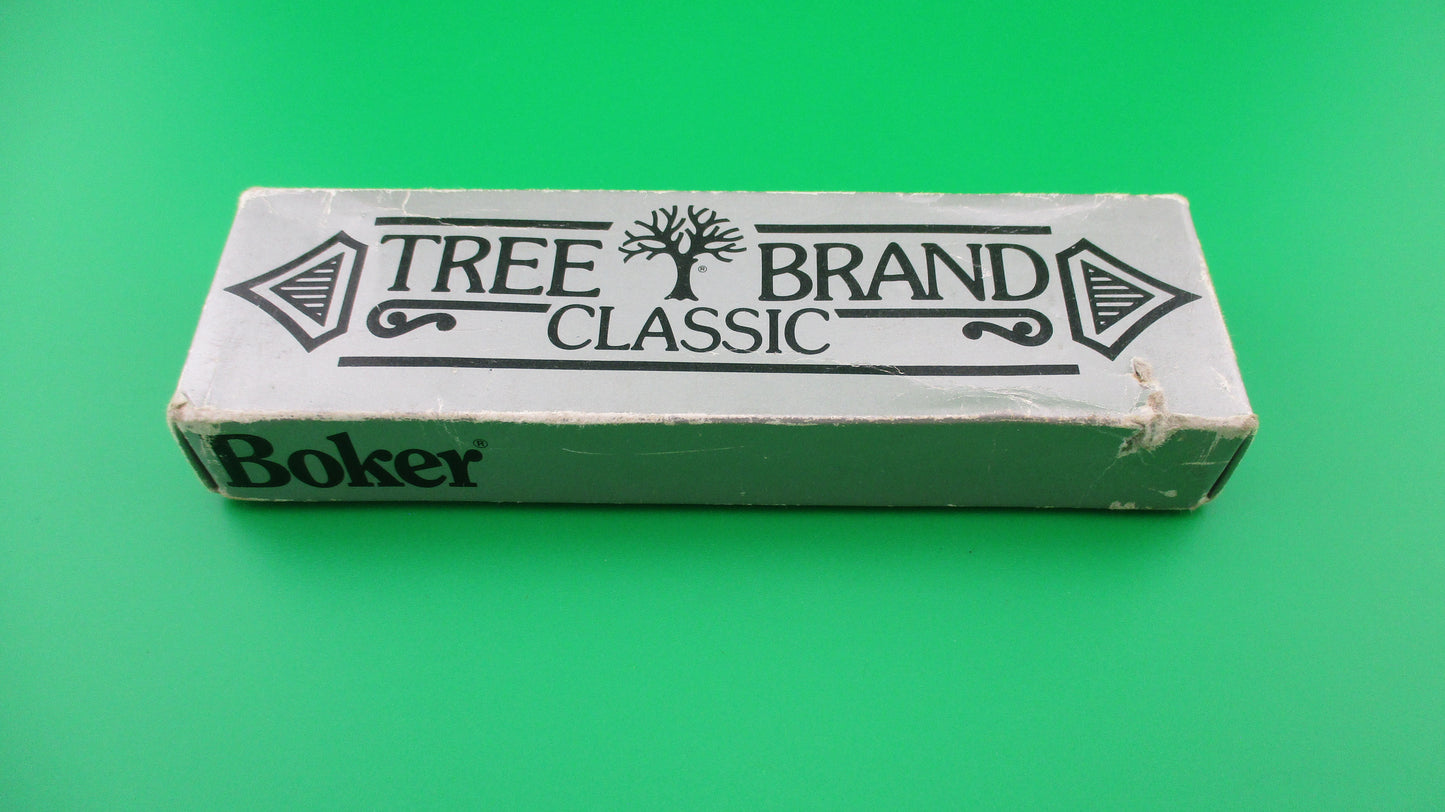 TREE ® BRAND
CLASSIC
Boker®